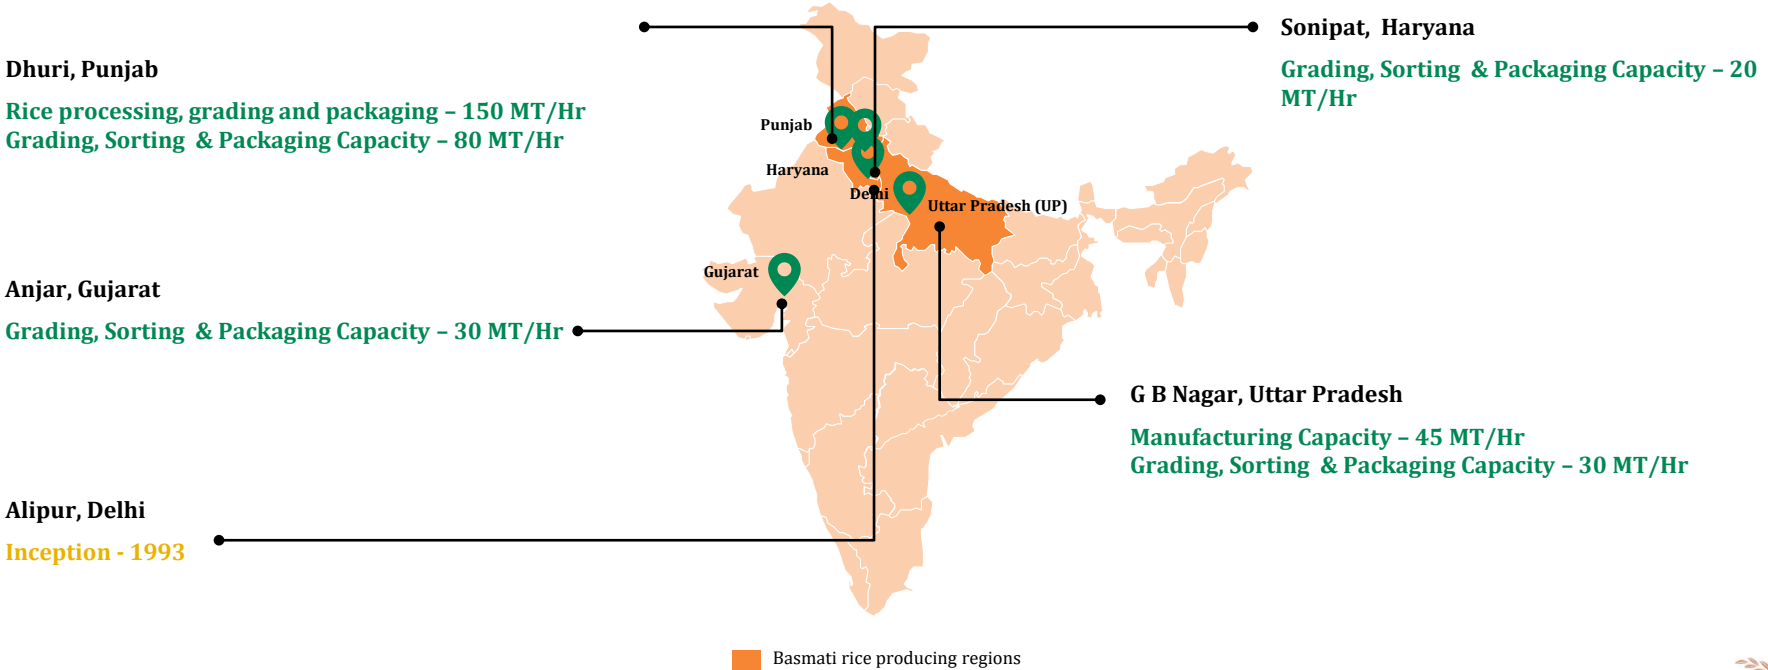 Dhuri, Punjab
Rice processing, grading and packaging – 150 MT/Hr
Grading, Sorting & Packaging Capacity – 80 MT/Hr
Sonipat, Haryana
Grading, Sorting & Packaging Capacity – 20
MT/Hr
Punjab
Haryana
Delhi
Uttar Pradesh (UP)
Gujarat
Anjar, Gujarat
Grading, Sorting & Packaging Capacity – 30 MT/Hr
G B Nagar, Uttar Pradesh
Manufacturing Capacity – 45 MT/Hr
Grading, Sorting & Packaging Capacity – 30 MT/Hr
Alipur, Delhi
Inception - 1993
Basmati rice producing regions